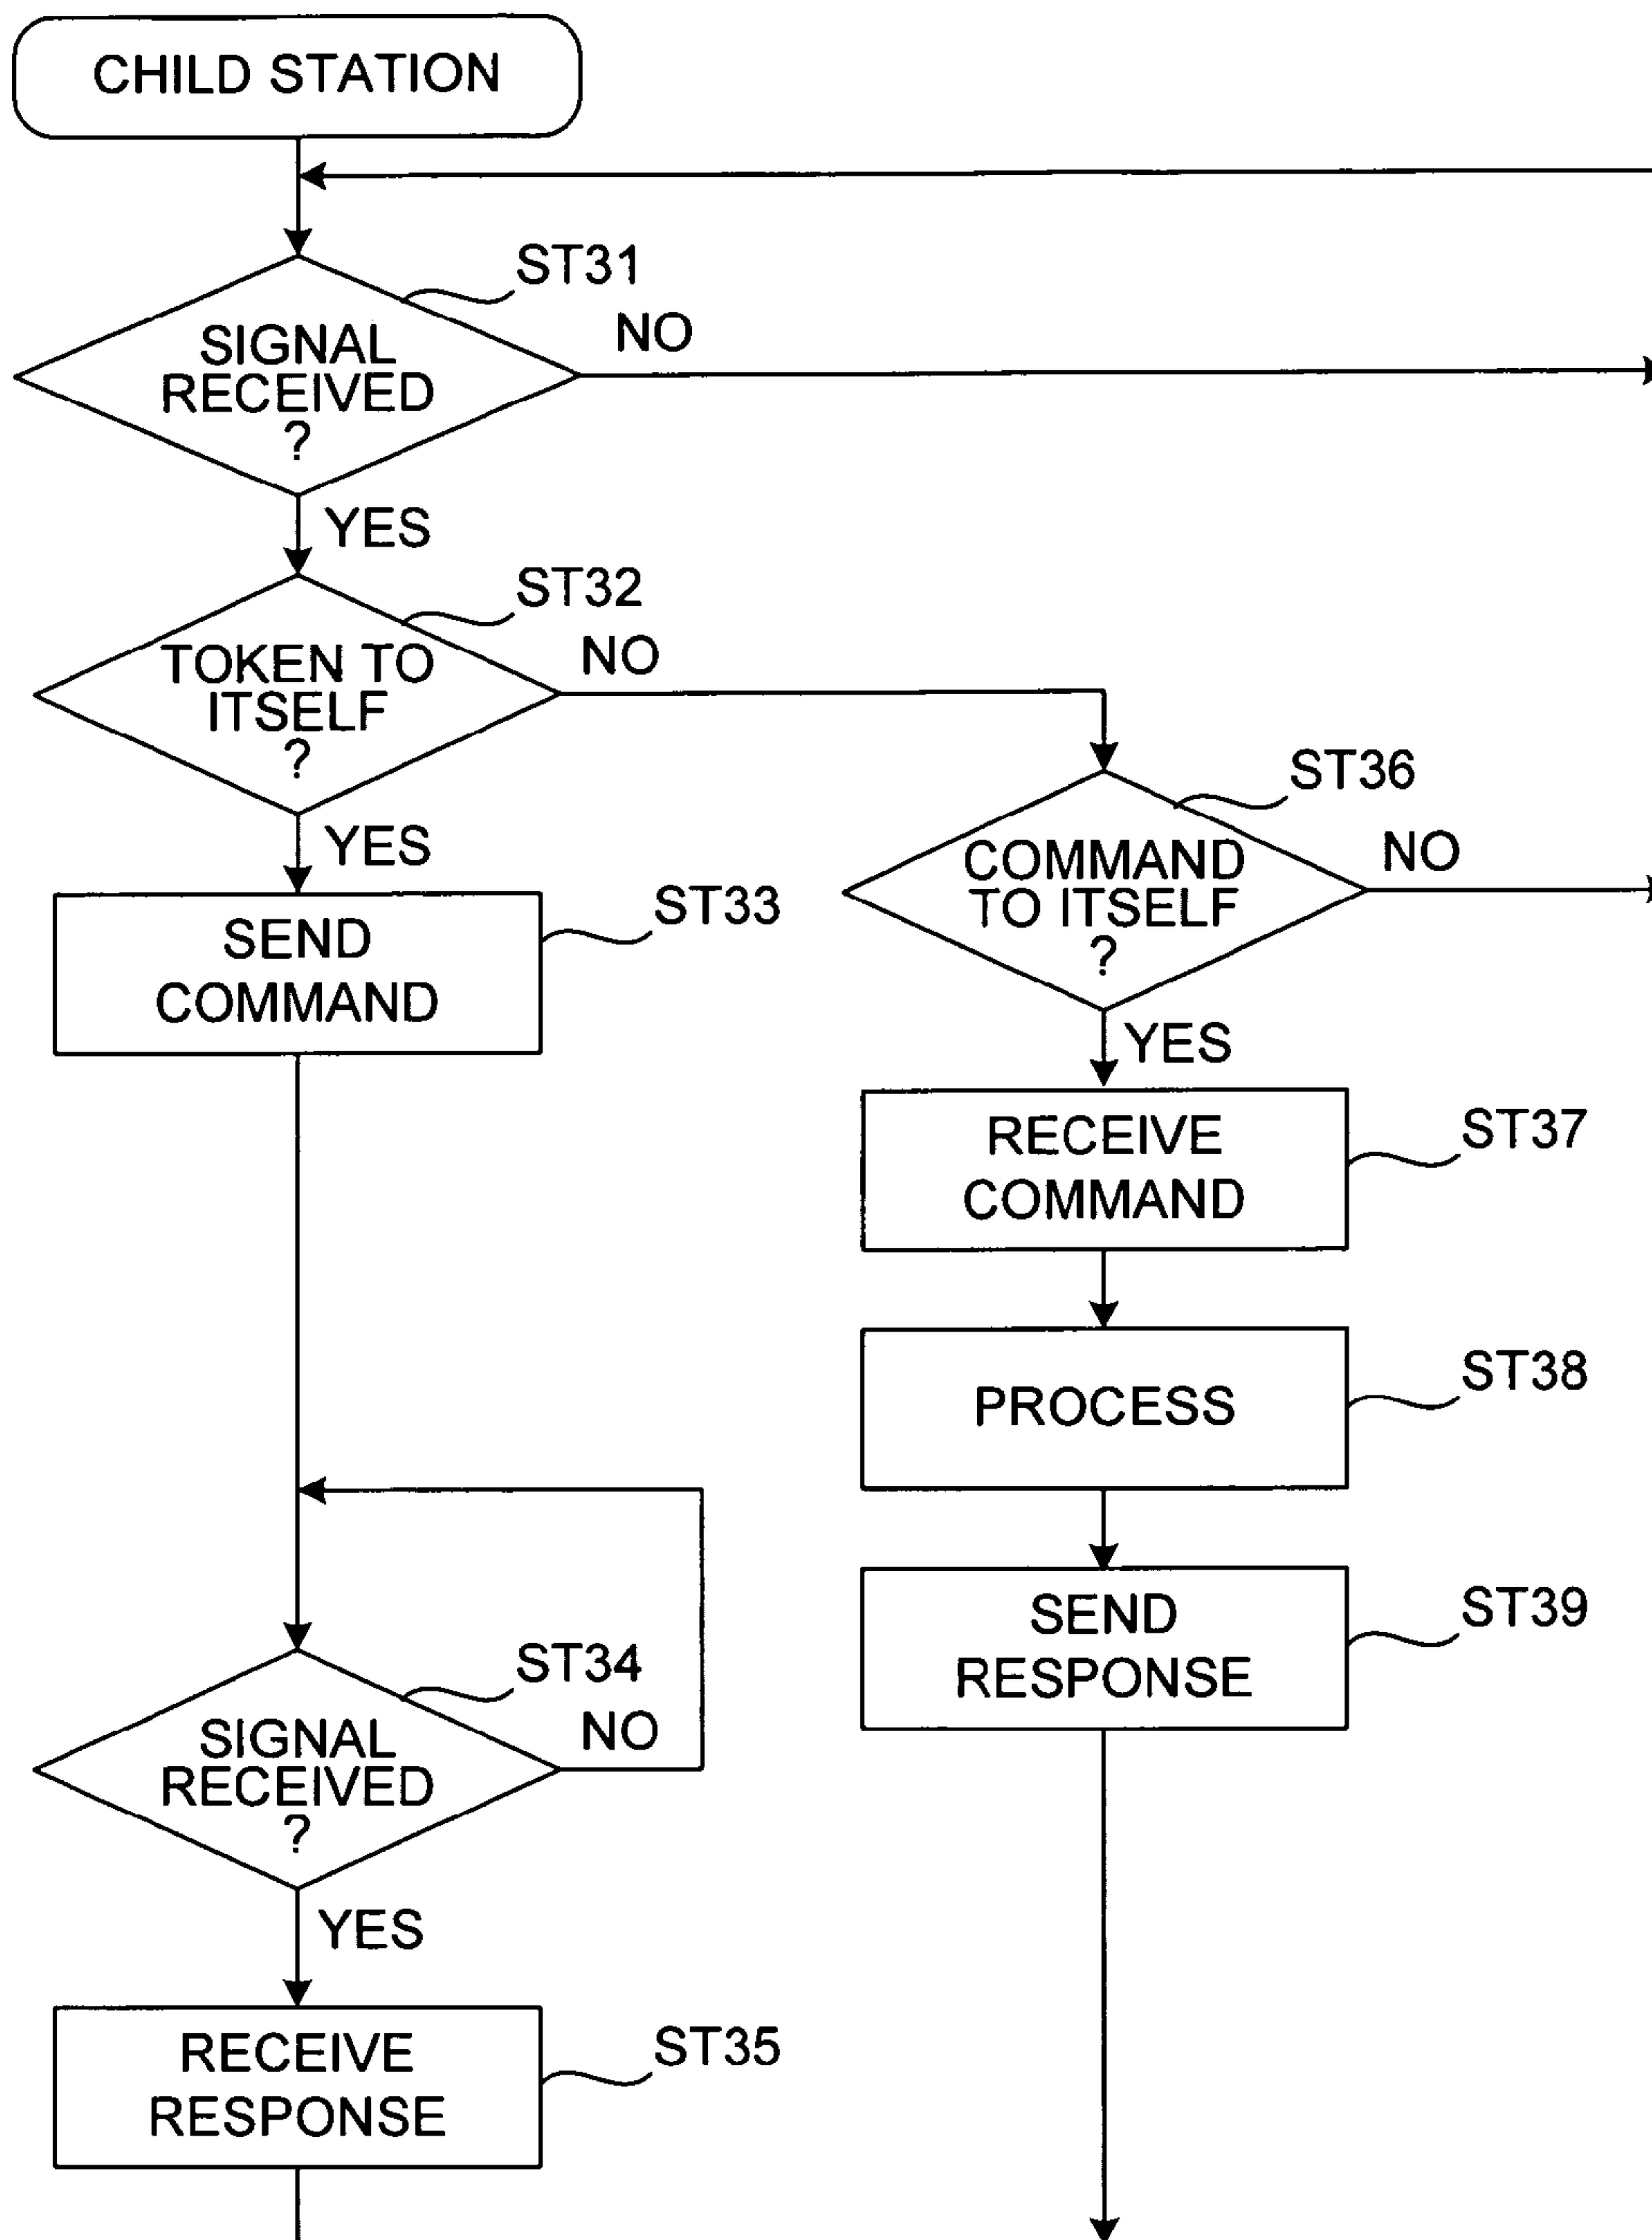 CHILD STATION
ST31
NO
SIGNAL
RECEIVED
?
YES
ST32
NO
TOKEN TO
ITSELF
?
YES
ST33
SEND
COMMAND
ST36
NO
COMMAND
TO ITSELF
?
YES
ST37
RECEIVE
COMMAND
ST38
PROCESS
ST39
SEND
RESPONSE
ST34
NO
SIGNAL
RECEIVED
?
YES
ST35
RECEIVE
RESPONSE